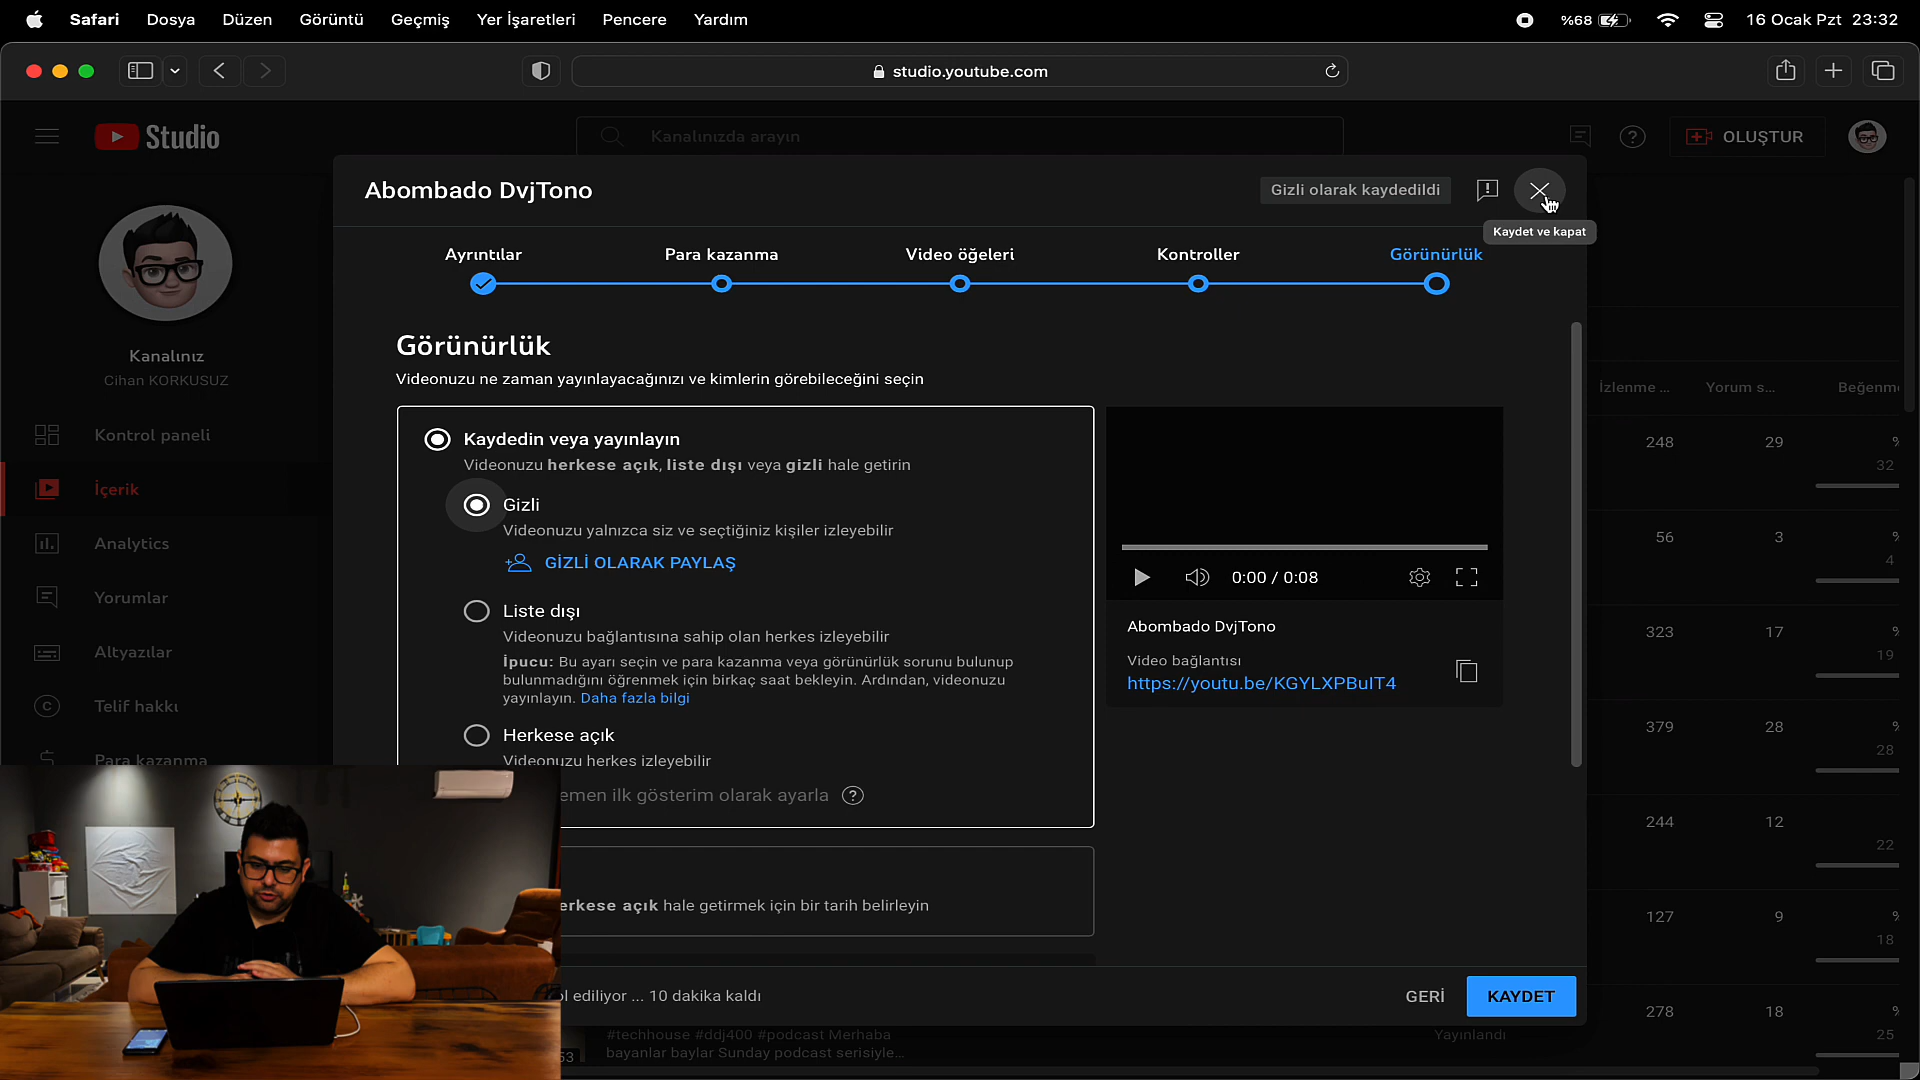 Safari Dosya Düzen Görüntü Geçmiş Yer İşaretleri Pencere Yardım %68 16 Ocak Pzt 23:32
studio.youtube.com
Studio
Kanalınızda arayın
OLUŞTUR
Abombado DvjTono
Gizli olarak kaydedildi
Kaydet ve kapat
Ayrıntılar Para kazanma Video öğeleri Kontroller Görünürlük
Kanalınız
Cihan KORKUSUZ
Kontrol paneli
İçerik
Analytics
Yorumlar
Altyazılar
Telif hakkı
Para kazanma
Görünürlük
Videonuzu ne zaman yayınlayacağınızı ve kimlerin görebileceğini seçin
Kaydedin veya yayınlayın
Videonuzu herkese açık, liste dışı veya gizli hale getirin
Gizli
Videonuzu yalnızca siz ve seçtiğiniz kişiler izleyebilir
GİZLİ OLARAK PAYLAŞ
Liste dışı
Videonuzu bağlantısına sahip olan herkes izleyebilir
İpucu: Bu ayarı seçin ve para kazanma veya görünürlük sorunu bulunup
bulunmadığını öğrenmek için birkaç saat bekleyin. Ardından, videonuzu
yayınlayın. Daha fazla bilgi
Herkese açık
Videonuzu herkes izleyebilir
emen ilk gösterim olarak ayarla
erkese açık hale getirmek için bir tarih belirleyin
0:00 / 0:08
Abombado DvjTono
Video bağlantısı
https://youtu.be/KGYLXPBuIT4
ol ediliyor ... 10 dakika kaldı
GERİ
KAYDET
İzlenme ... Yorum s... Beğenme
248 29 %
32
56 3 %
4
323 17 %
19
379 28 %
28
244 12
22
127 9 %
18
278 18 %
25
#techhouse #ddj400 #podcast Merhaba
bayanlar baylar Sunday podcast serisiyle...
Yayınlandı
53